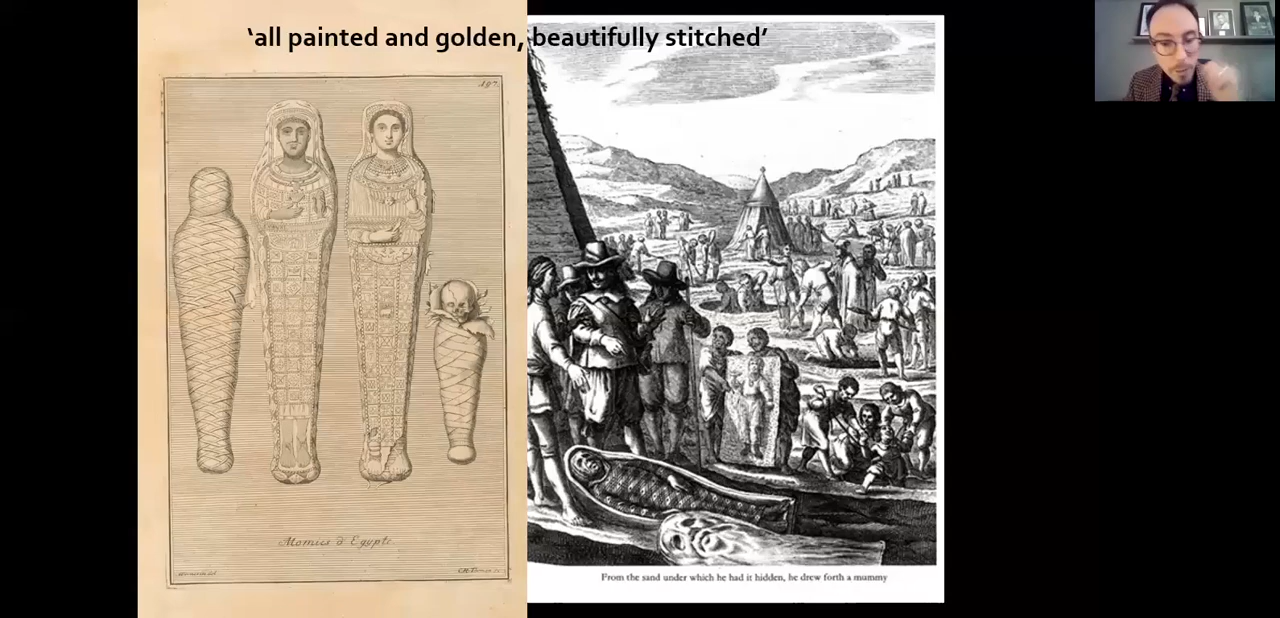 ‘all painted and golden, beautifully stitched’
Momies d'Egypte
From the sand under which he had it hidden, he drew forth a mummy